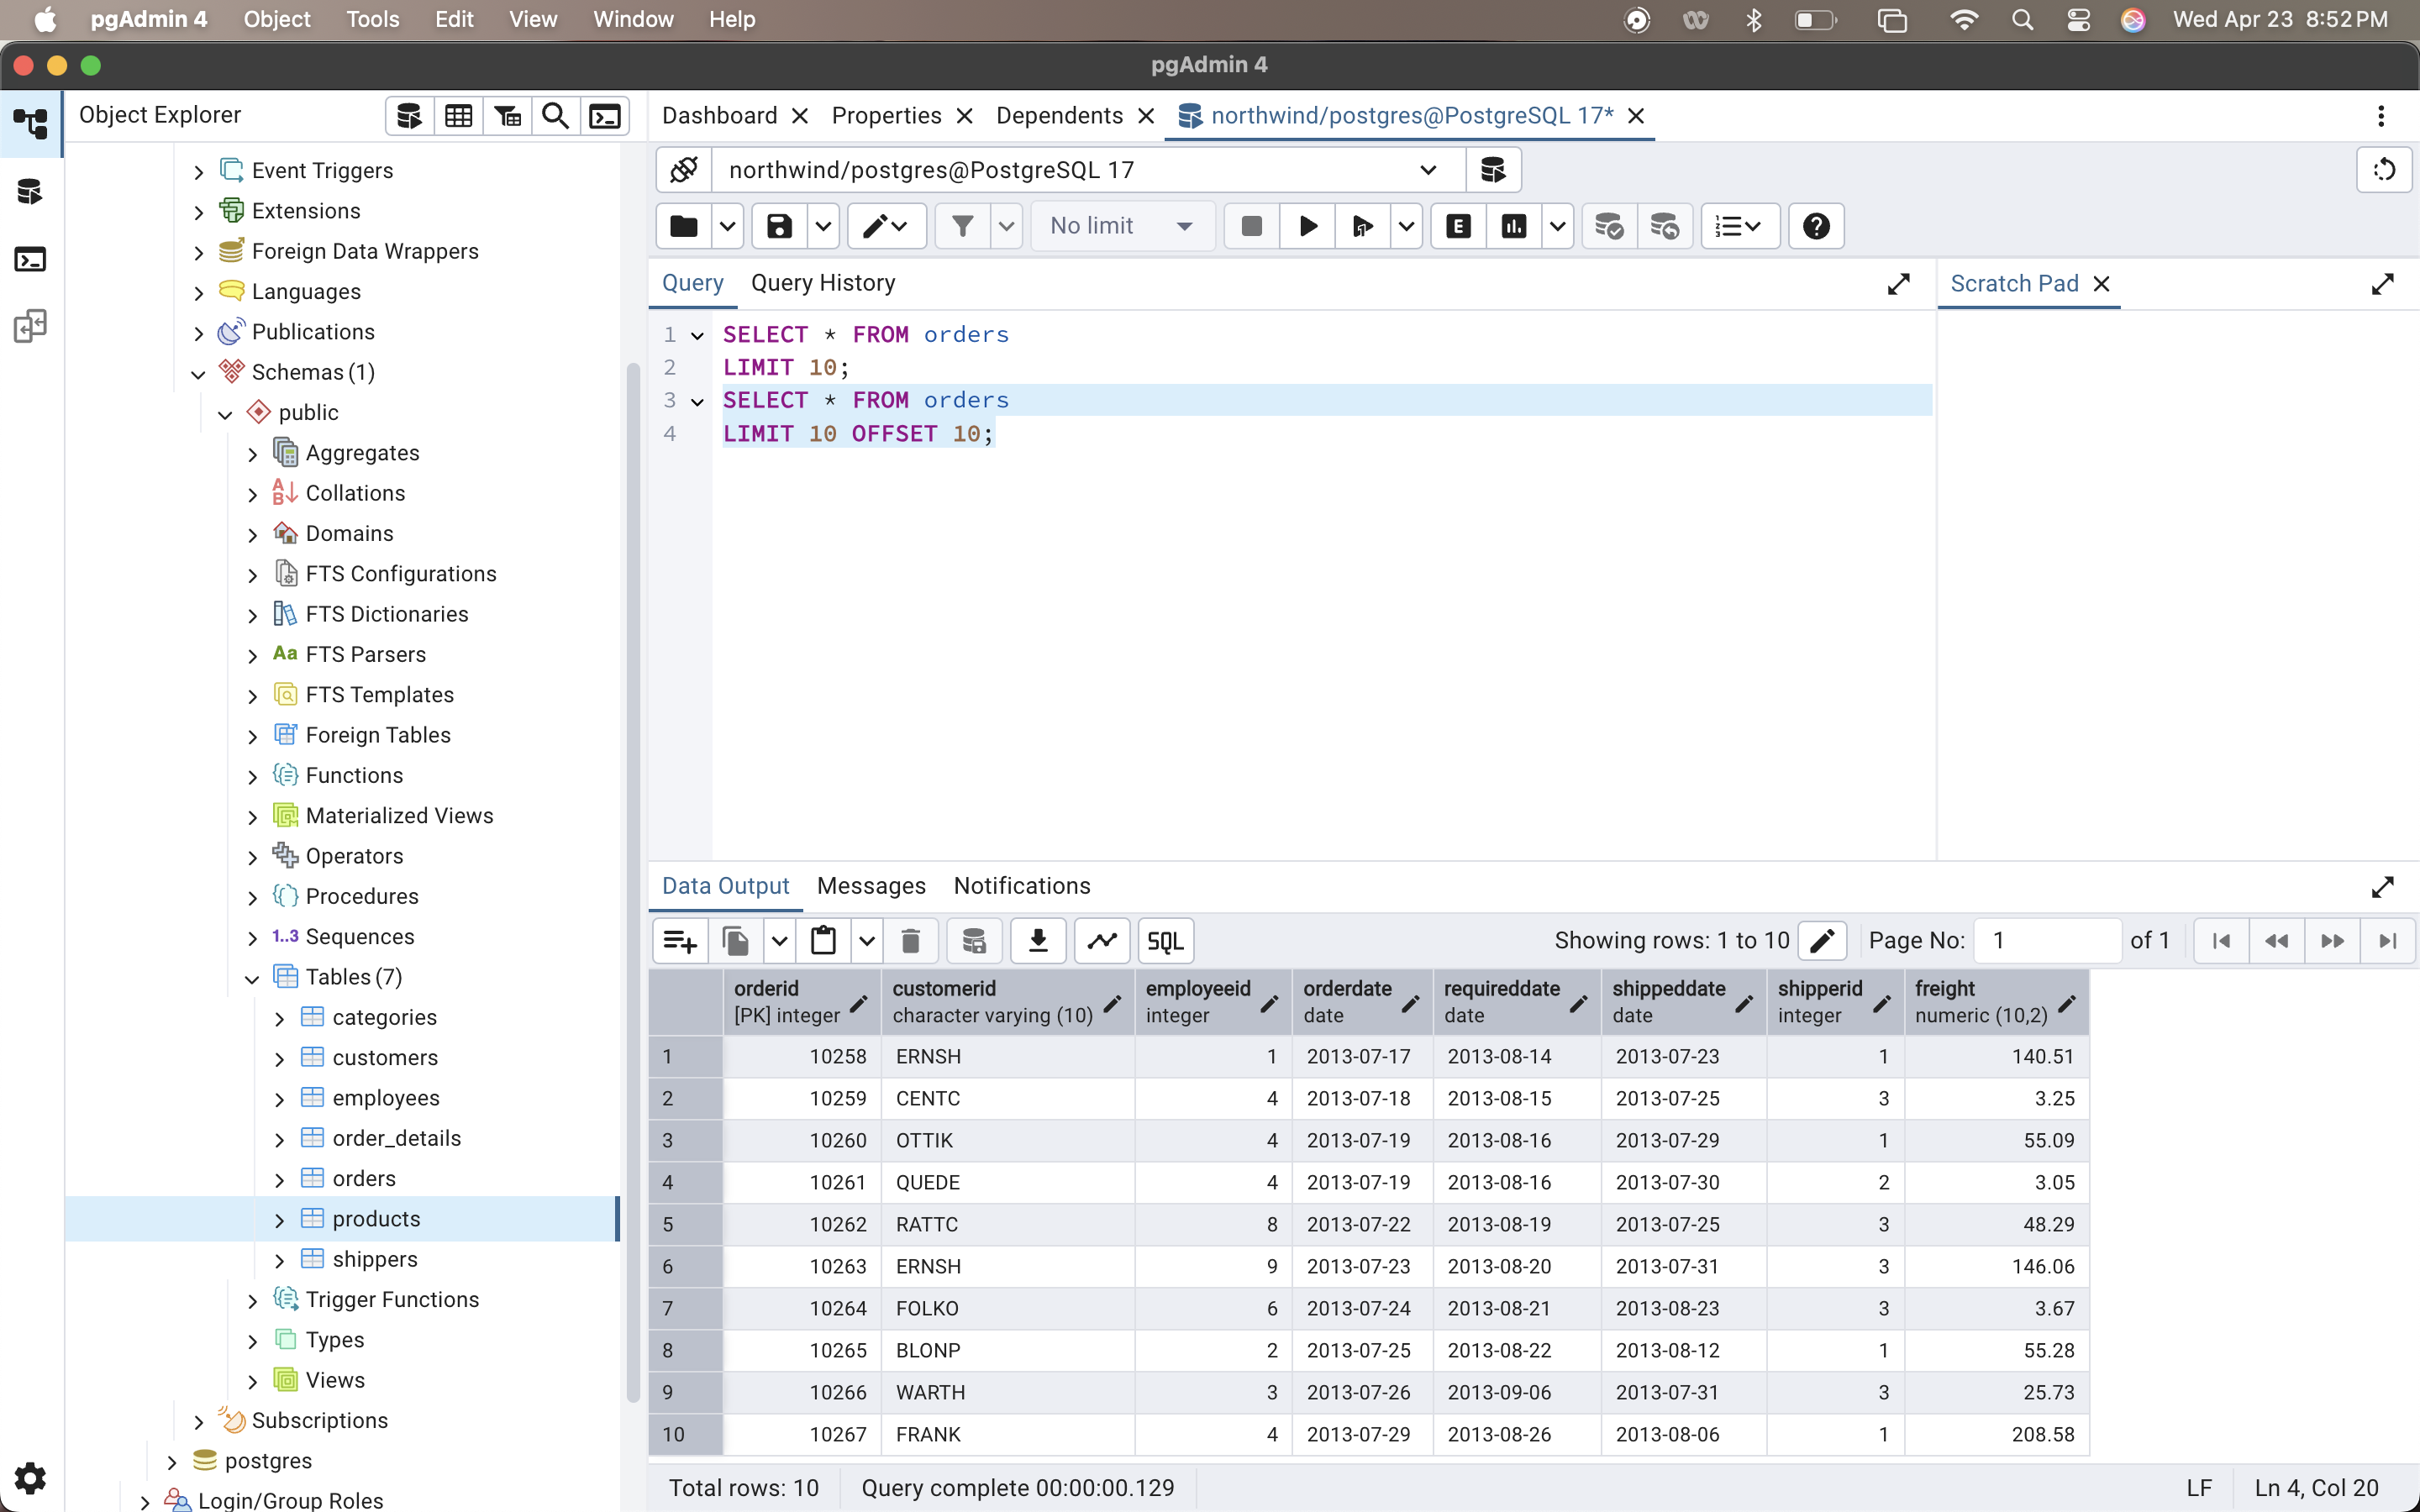 pgAdmin 4 Object Tools Edit View Window Help Wed Apr 23 8:52 PM
pgAdmin 4
Object Explorer
Event Triggers
Extensions
Foreign Data Wrappers
Languages
Publications
Schemas (1)
public
Aggregates
Collations
Domains
FTS Configurations
FTS Dictionaries
Aa FTS Parsers
FTS Templates
Foreign Tables
Functions
Materialized Views
Operators
Procedures
1..3 Sequences
Tables (7)
categories
customers
employees
order_details
orders
products
shippers
Trigger Functions
Types
Views
Subscriptions
postgres
Login/Group Roles
Dashboard Properties Dependents northwind/postgres@PostgreSQL 17*
northwind/postgres@PostgreSQL 17
No limit E
Query Query History
Scratch Pad
1 SELECT * FROM orders
2 LIMIT 10;
3 SELECT * FROM orders
4 LIMIT 10 OFFSET 10;
Data Output Messages Notifications
SQL Showing rows: 1 to 10 Page No: 1 of 1
orderid customerid employeeid orderdate requireddate shippeddate shipperid freight
[PK] integer character varying (10) integer date date date integer numeric (10,2)
1 10258 ERNSH 1 2013-07-17 2013-08-14 2013-07-23 1 140.51
2 10259 CENTC 4 2013-07-18 2013-08-15 2013-07-25 3 3.25
3 10260 OTTIK 4 2013-07-19 2013-08-16 2013-07-29 1 55.09
4 10261 QUEDE 4 2013-07-19 2013-08-16 2013-07-30 2 3.05
5 10262 RATTC 8 2013-07-22 2013-08-19 2013-07-25 3 48.29
6 10263 ERNSH 9 2013-07-23 2013-08-20 2013-07-31 3 146.06
7 10264 FOLKO 6 2013-07-24 2013-08-21 2013-08-23 3 3.67
8 10265 BLONP 2 2013-07-25 2013-08-22 2013-08-12 1 55.28
9 10266 WARTH 3 2013-07-26 2013-09-06 2013-07-31 3 25.73
10 10267 FRANK 4 2013-07-29 2013-08-26 2013-08-06 1 208.58
Total rows: 10 Query complete 00:00:00.129 LF Ln 4, Col 20